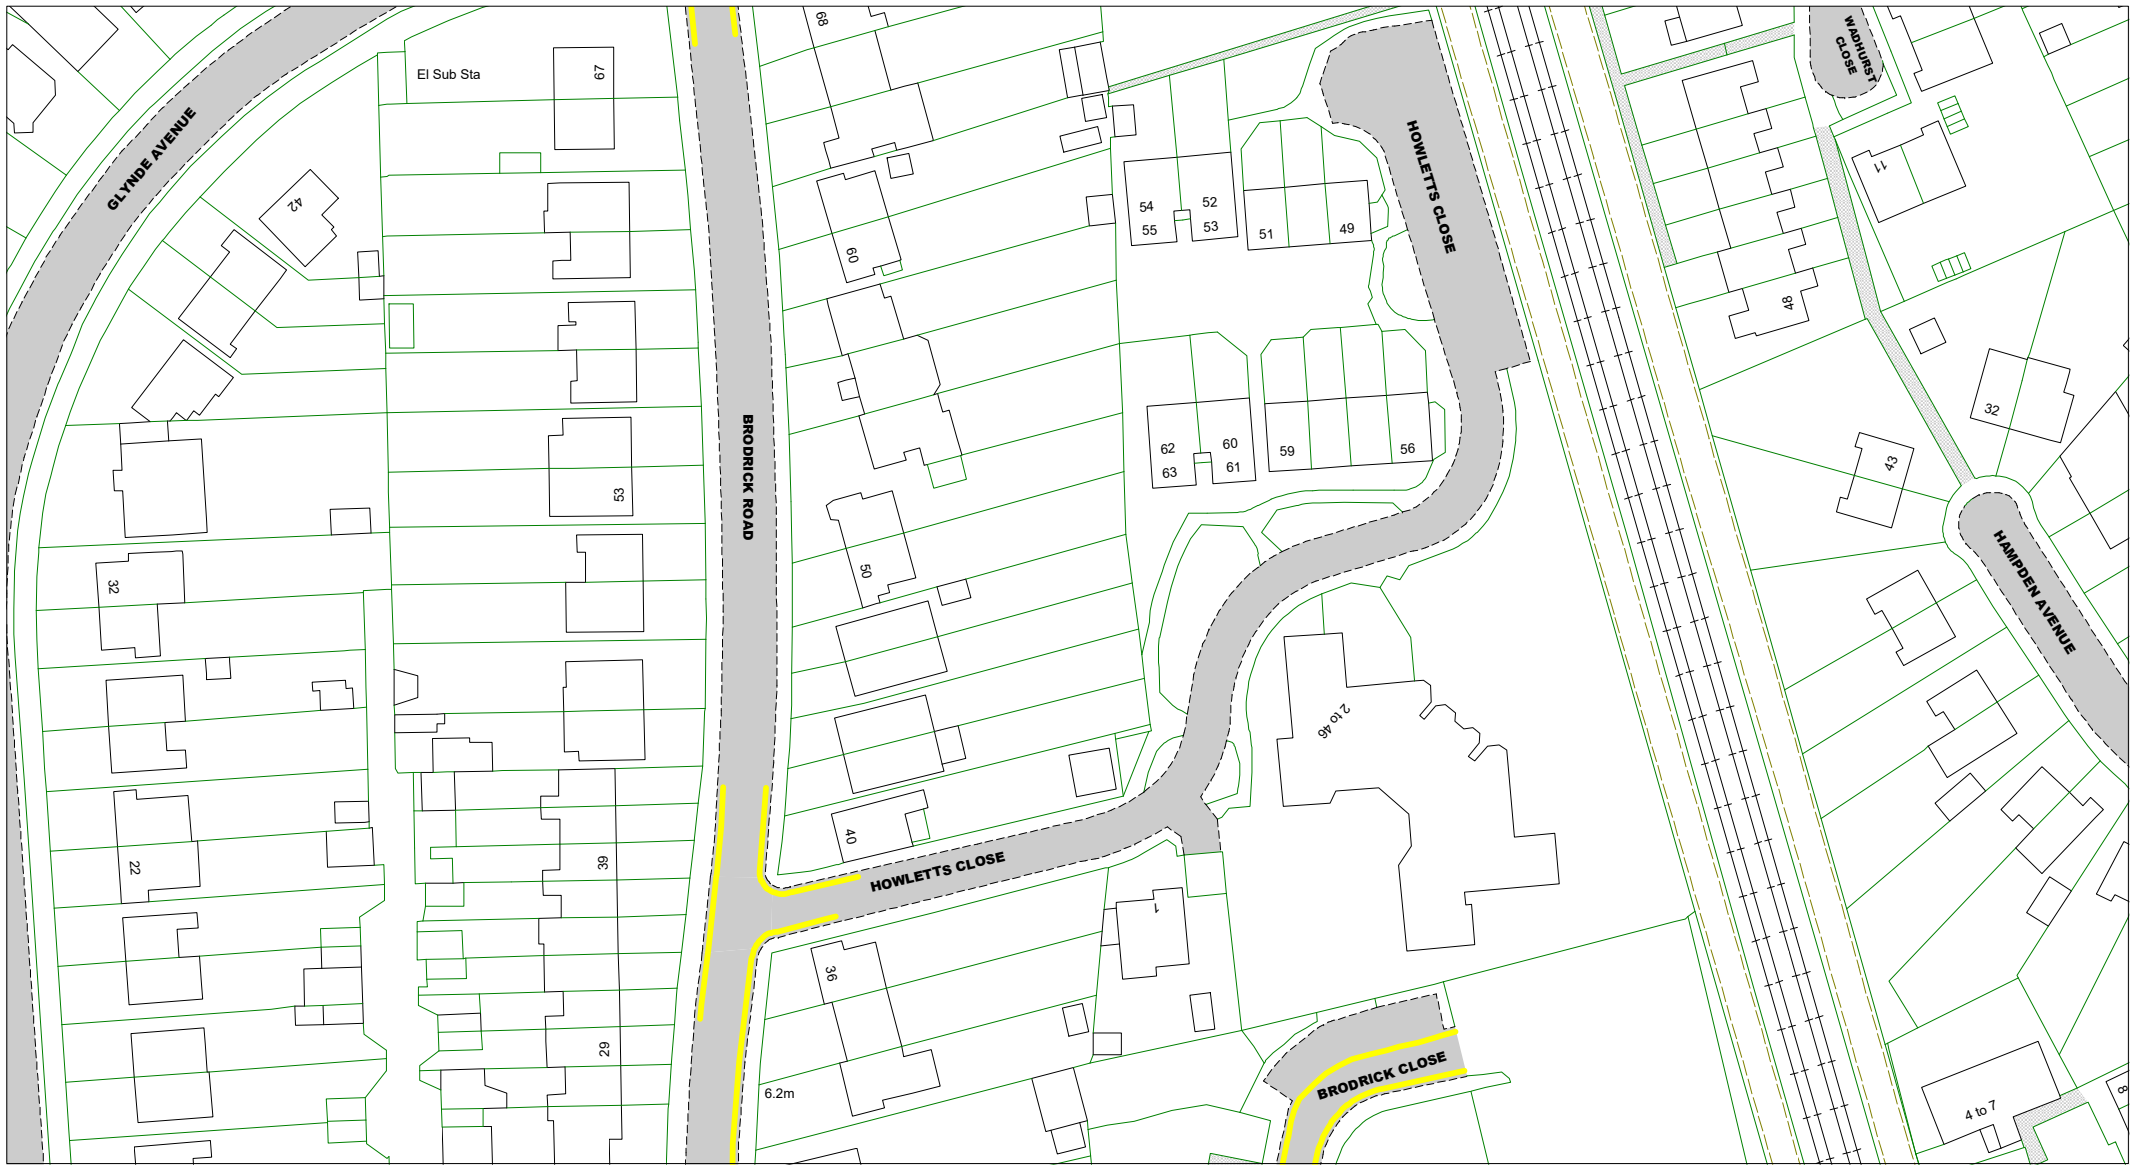 68
WADHURST
CLOSE
El Sub Sta
67
GLYNDE AVENUE
HOWLETTS CLOSE
11
42
54
52
55
53
51
49
60
48
BRODRICK ROAD
32
62
60
63
61
59
56
43
53
HAMPDEN AVENUE
50
32
2 to 46
40
39
22
HOWLETTS CLOSE
1
36
29
BRODRICK CLOSE
6.2m
4 to 7
8